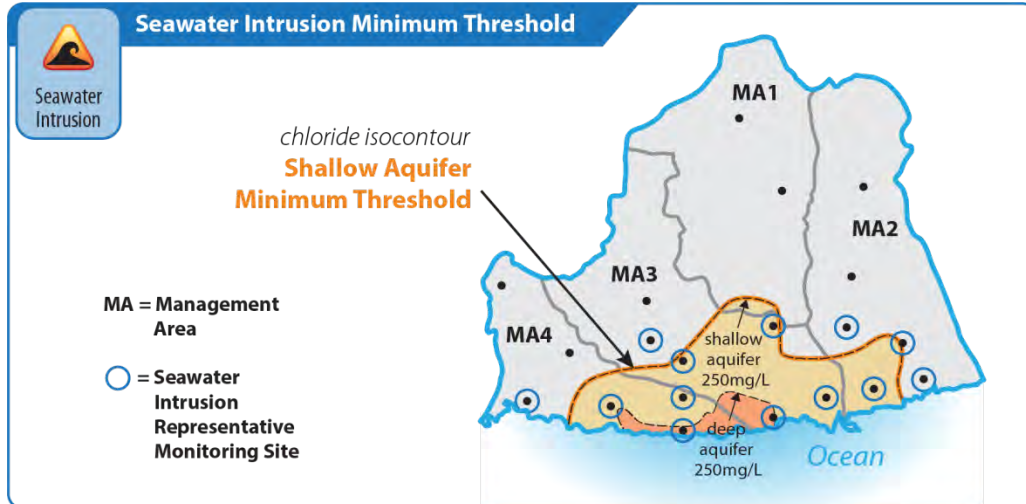 Seawater Intrusion Minimum Threshold
Seawater
Intrusion
chloride isocontour
Shallow Aquifer
Minimum Threshold
MA = Management
Area
= Seawater
Intrusion
Representative
Monitoring Site
MA1
MA2
MA3
MA4
shallow
aquifer
250mg/L
deep
aquifer
250mg/L
Ocean